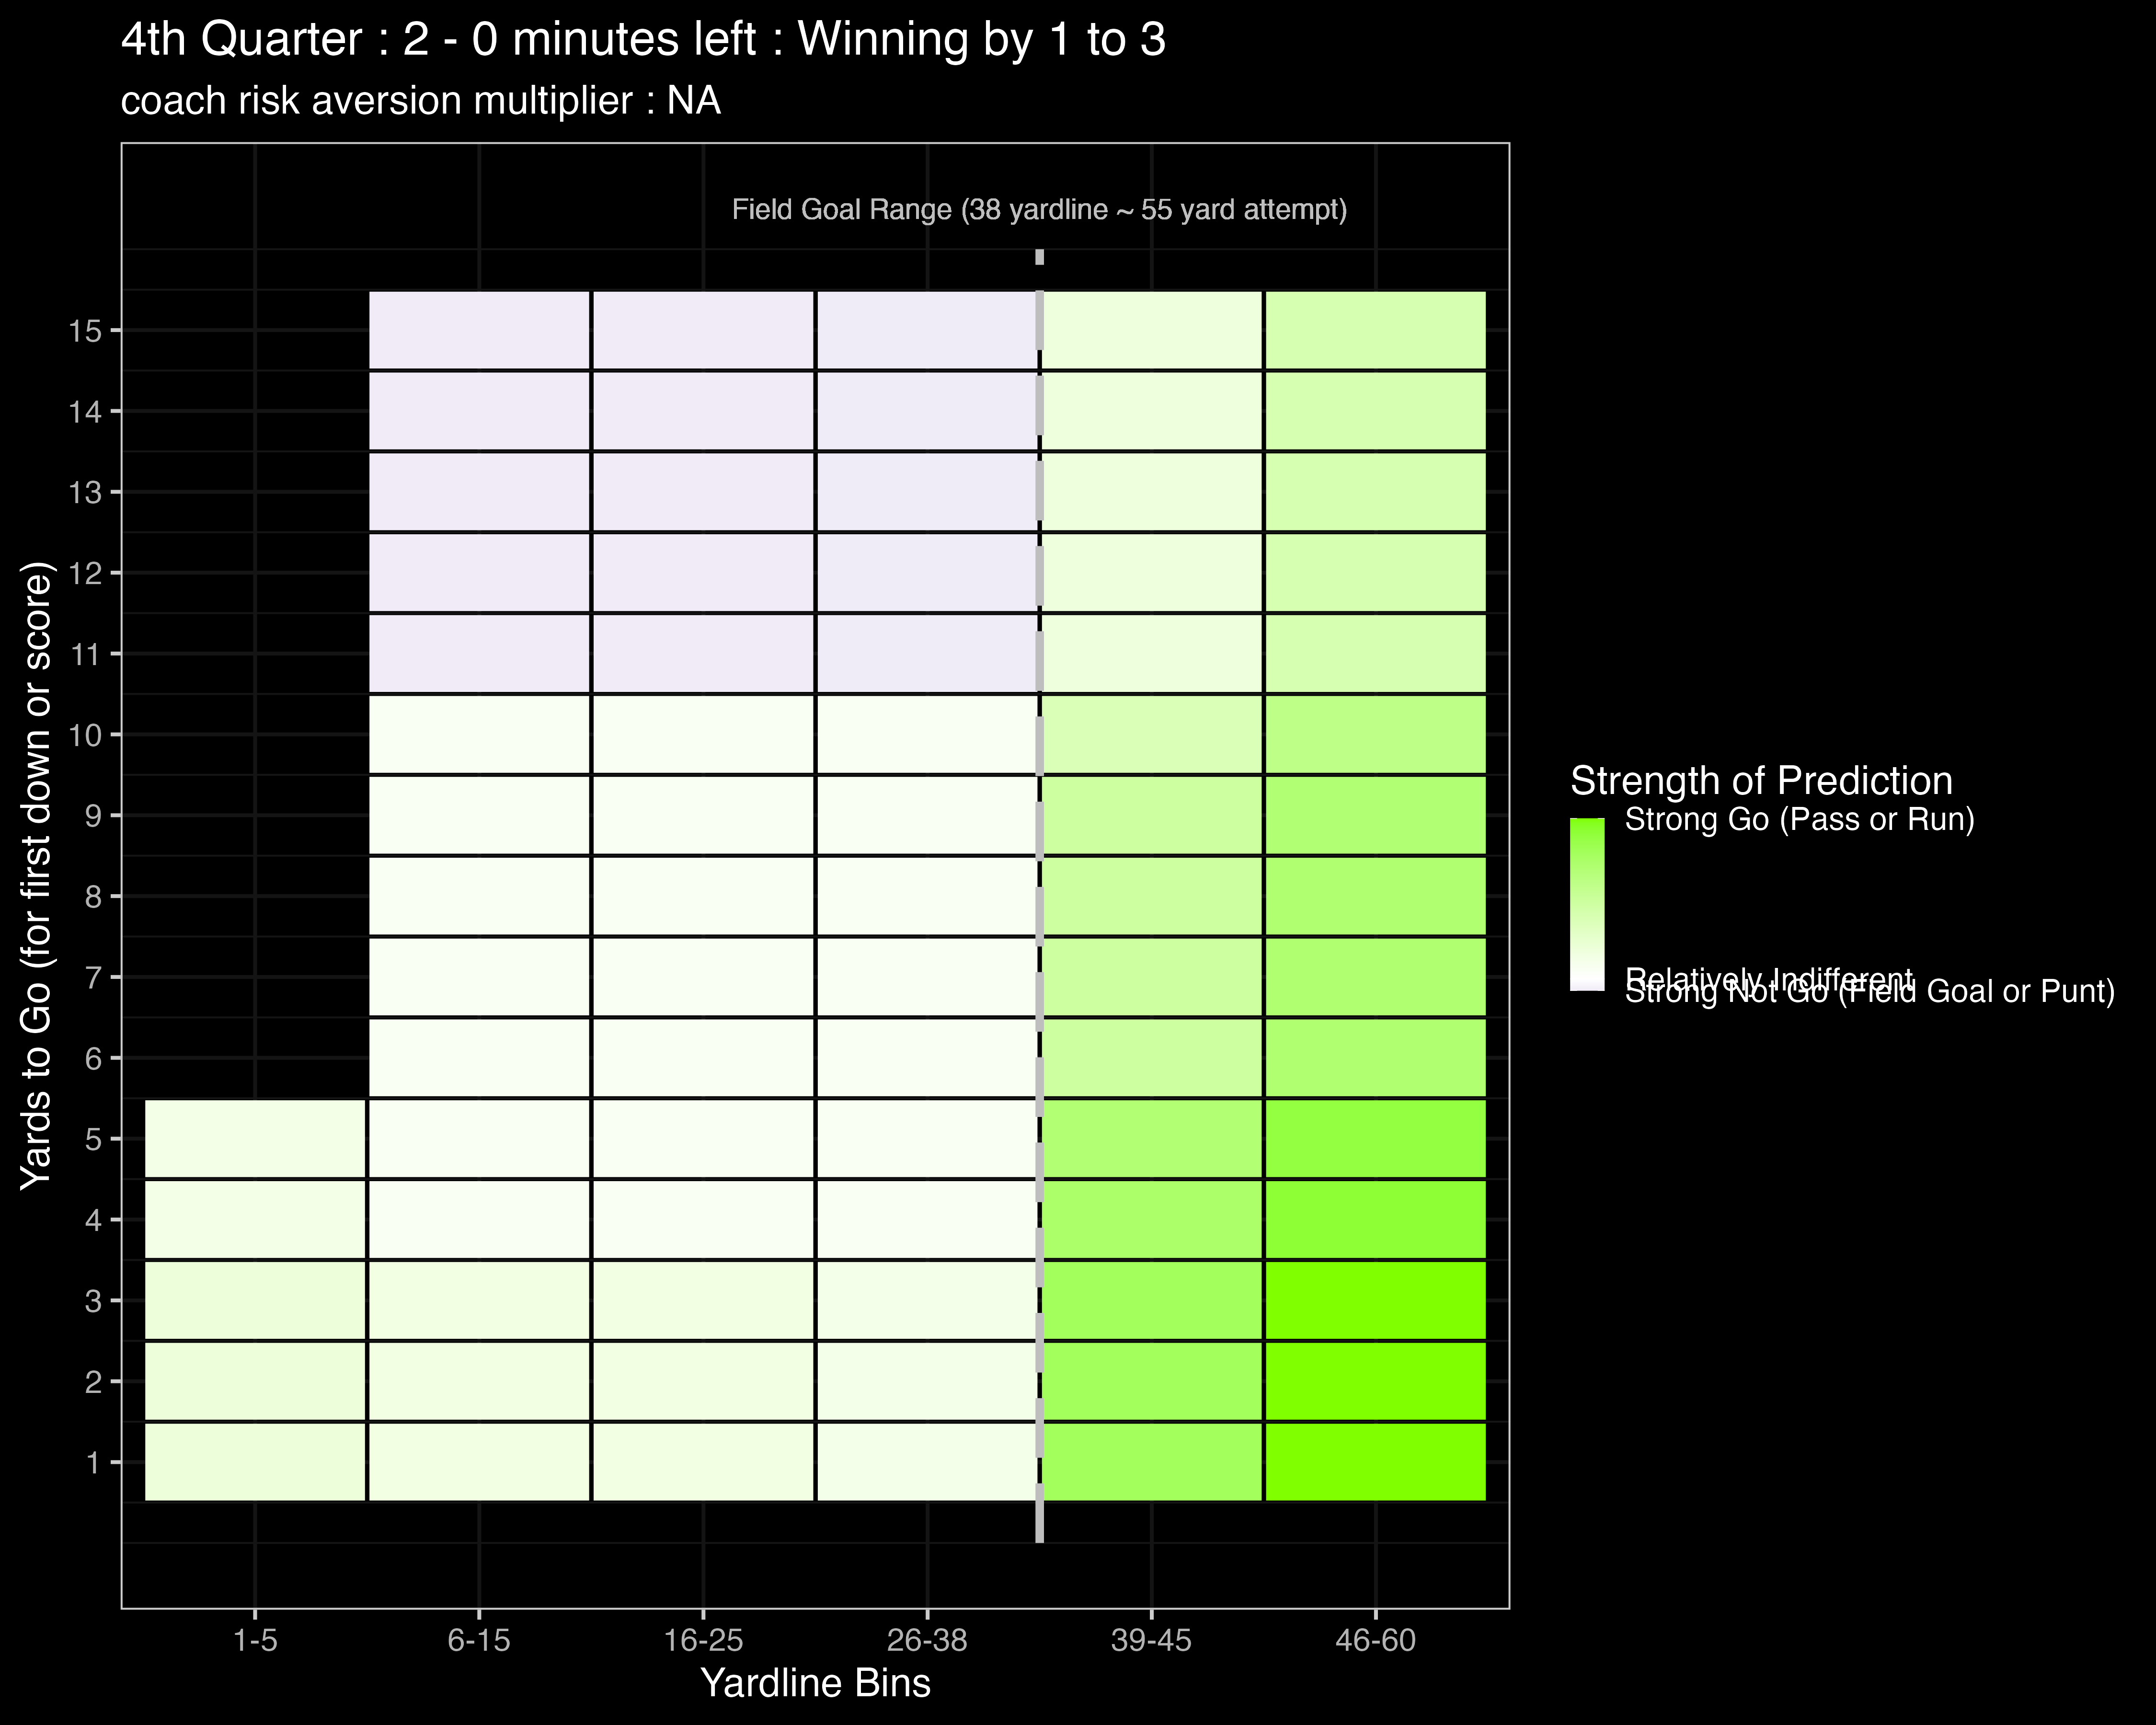 4th Quarter : 2 - 0 minutes left : Winning by 1 to 3
coach risk aversion multiplier : NA
Field Goal Range (38 yardline ~ 55 yard attempt)
Yards to Go (for first down or score)
15
14
13
12
11
10
9
8
7
6
5
4
3
2
1
1-5 6-15 16-25 26-38 39-45 46-60
Yardline Bins
Strength of Prediction
Strong Go (Pass or Run)
Relatively Indifferent
Strong Not Go (Field Goal or Punt)